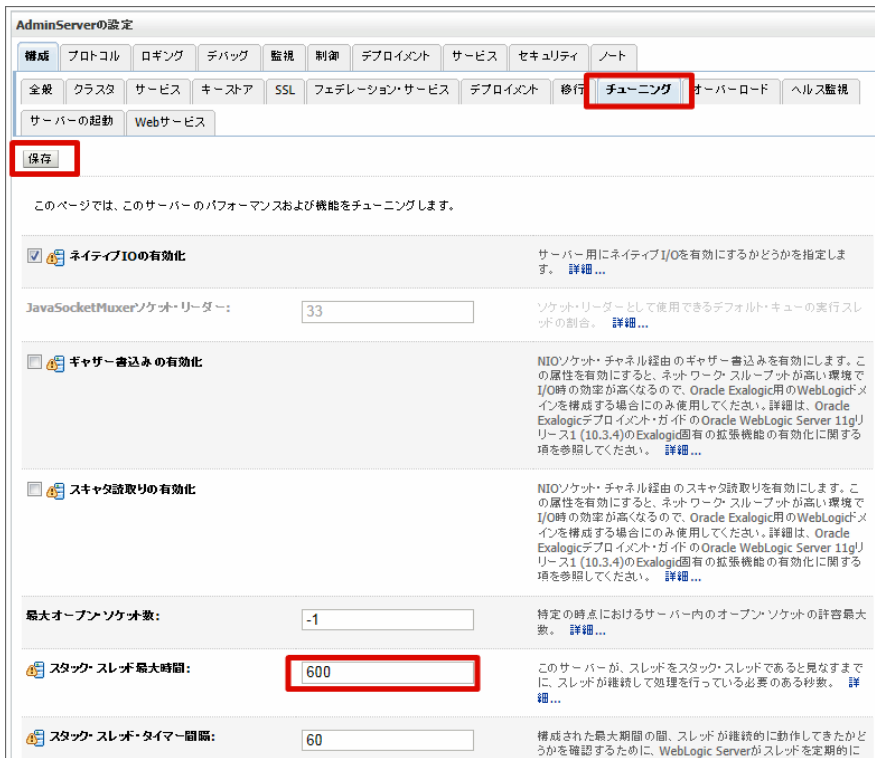 AdminServerの設定
構成 プロトコル ロギング デバッグ 監視 制御 デプロイメント サービス セキュリティ ノート
全般 クラスタ サービス キーストア SSL フェデレーション・サービス デプロイメント 移行 チューニング オーバーロード ヘルス監視
サーバーの起動 Webサービス
保存
このページでは、このサーバーのパフォーマンスおよび機能をチューニングします。
ネイティブIOの有効化
サーバー用にネイティブI/Oを有効にするかどうかを指定しま
す。 詳細...
JavaSocketMuxerソケット・リーダー:
33
ソケット・リーダーとして使用できるデフォルト・キューの実行スレ
ッドの割合。 詳細...
ギャザー書込みの有効化
NIOソケット・チャネル経由のギャザー書込みを有効にします。こ
の属性を有効にすると、ネットワーク・スループットが高い環境で
I/O時の効率が高くなるので、Oracle Exalogic用のWebLogicドメ
インを構成する場合にのみ使用してください。詳細は、Oracle
Exalogicデプロイメント・ガイドのOracle WebLogic Server 11gリ
リース1 (10.3.4)のExalogic固有の拡張機能の有効化に関する
項を参照してください。 詳細...
スキャタ読取りの有効化
NIOソケット・チャネル経由のスキャタ読取りを有効にします。こ
の属性を有効にすると、ネットワーク・スループットが高い環境で
I/O時の効率が高くなるので、Oracle Exalogic用のWebLogicドメ
インを構成する場合にのみ使用してください。詳細は、Oracle
Exalogicデプロイメント・ガイドのOracle WebLogic Server 11gリ
リース1 (10.3.4)のExalogic固有の拡張機能の有効化に関する
項を参照してください。 詳細...
最大オープン・ソケット数:
-1
特定の時点におけるサーバー内のオープン・ソケットの許容最大
数。 詳細...
スタック・スレッド最大時間:
600
このサーバーが、スレッドをスタック・スレッドであると見なすまで
に、スレッドが継続して処理を行っている必要のある秒数。 詳
細...
スタック・スレッド・タイマー間隔:
60
構成された最大期間の間、スレッドが継続的に動作してきたかど
うかを確認するために、WebLogic Serverがスレッドを定期的に